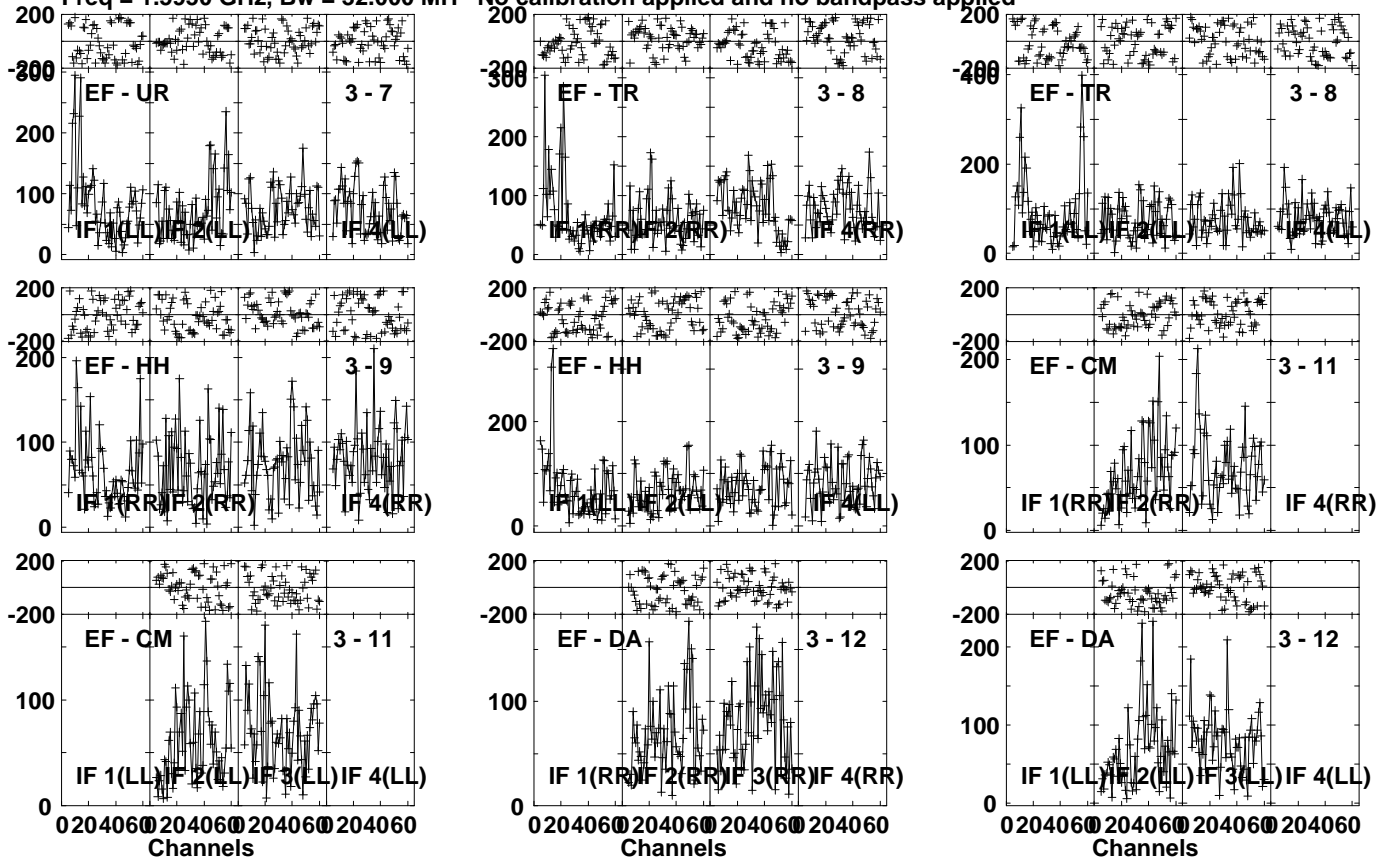 Freq = 1.5950 GHz, Bw = 32.000 MH No calibration applied and no bandpass applied
200 200 200
-200 -200 -200
300 300 400
EF - UR 3 - 7 EF - TR 3 - 8 EF - TR 3 - 8
200 200 200
100 100
IF 1(LL) IF 2(LL) IF 4(LL) IF 1(RR) IF 2(RR) IF 4(RR) IF 1(LL) IF 2(LL) IF 4(LL)
0 0 0
200 200 200
-200 -200 -200
200 200
EF - HH 3 - 9 EF - HH 3 - 9 EF - CM 3 - 11
200
100 100
IF 1(RR) IF 2(RR) IF 4(RR) IF 1(LL) IF 2(LL) IF 4(LL) IF 1(RR) IF 2(RR) IF 4(RR)
0 0 0
200 200 200
-200 -200 -200
EF - CM 3 - 11 EF - DA 3 - 12 EF - DA 3 - 12
200
100 100 100
IF 1(LL) IF 2(LL) IF 3(LL) IF 4(LL) IF 1(RR) IF 2(RR) IF 3(RR) IF 4(RR) IF 1(LL) IF 2(LL) IF 3(LL) IF 4(LL)
0 0 0
0 20 40 60 0 20 40 60 0 20 40 60 0 20 40 60 0 20 40 60 0 20 40 60 0 20 40 60 0 20 40 60 0 20 40 60 0 20 40 60 0 20 40 60 0 20 40 60
Channels Channels Channels